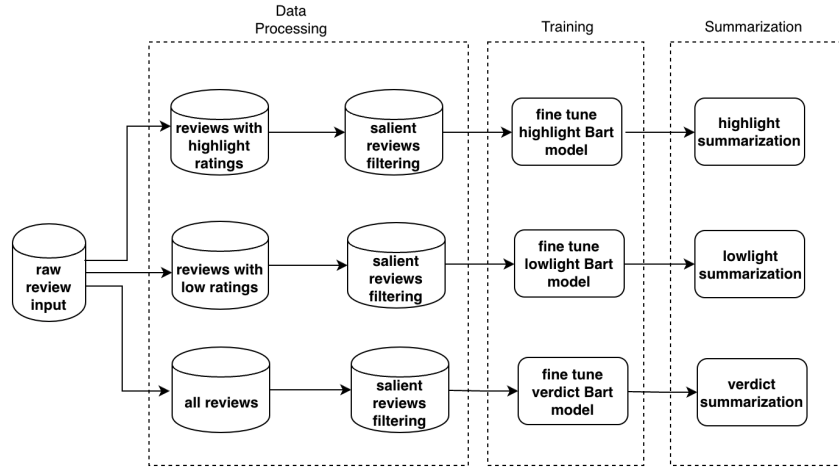 Data
Processing
Training
Summarization
reviews with
highlight
ratings
salient
reviews
filtering
fine tune
highlight Bart
model
highlight
summarization
raw
review
input
reviews with
low ratings
salient
reviews
filtering
fine tune
lowlight Bart
model
lowlight
summarization
all reviews
salient
reviews
filtering
fine tune
verdict Bart
model
verdict
summarization